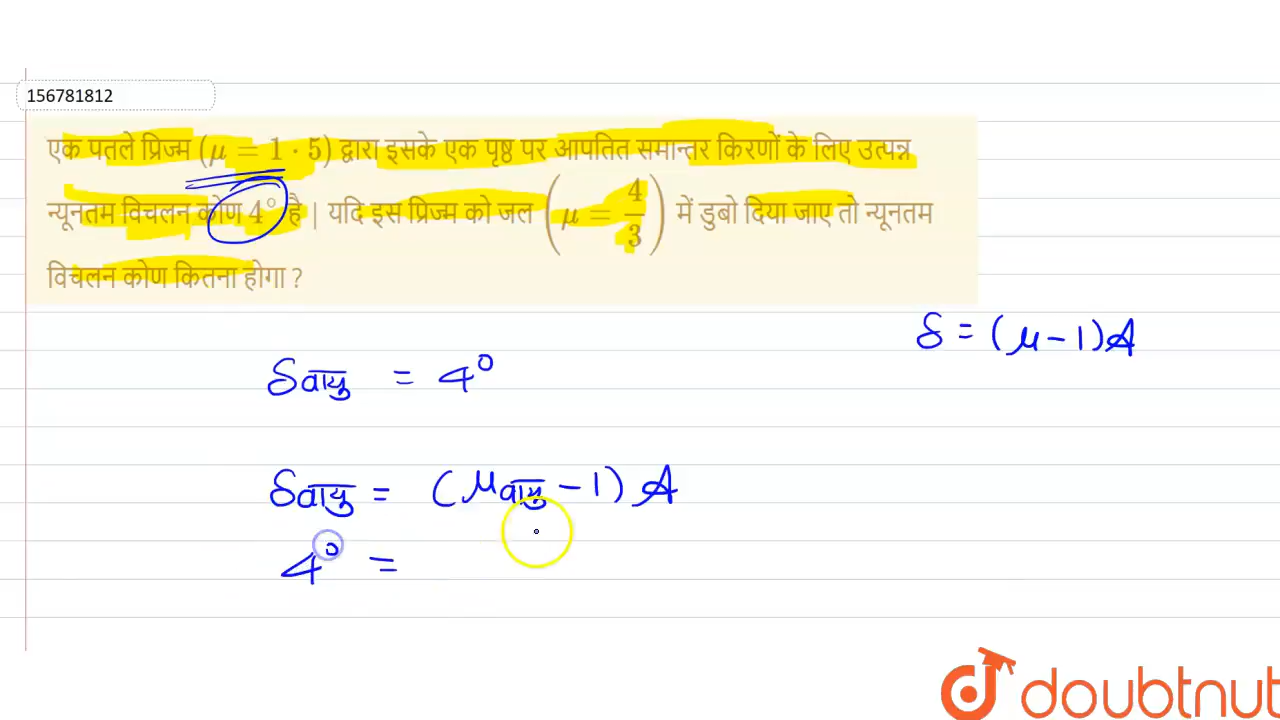 156781812
एक पतले प्रिज्म (μ = 1 · 5) द्वारा इसके एक पृष्ठ पर आपतित समान्तर किरणों के लिए उत्पन्न
न्यूनतम विचलन कोण 4° है | यदि इस प्रिज्म को जल (μ = 4/3) में डुबो दिया जाए तो न्यूनतम
विचलन कोण कितना होगा ?
δ = (μ - 1)A
δवायु = 4°
δवायु = (μवायु - 1) A
4° =
doubtnut